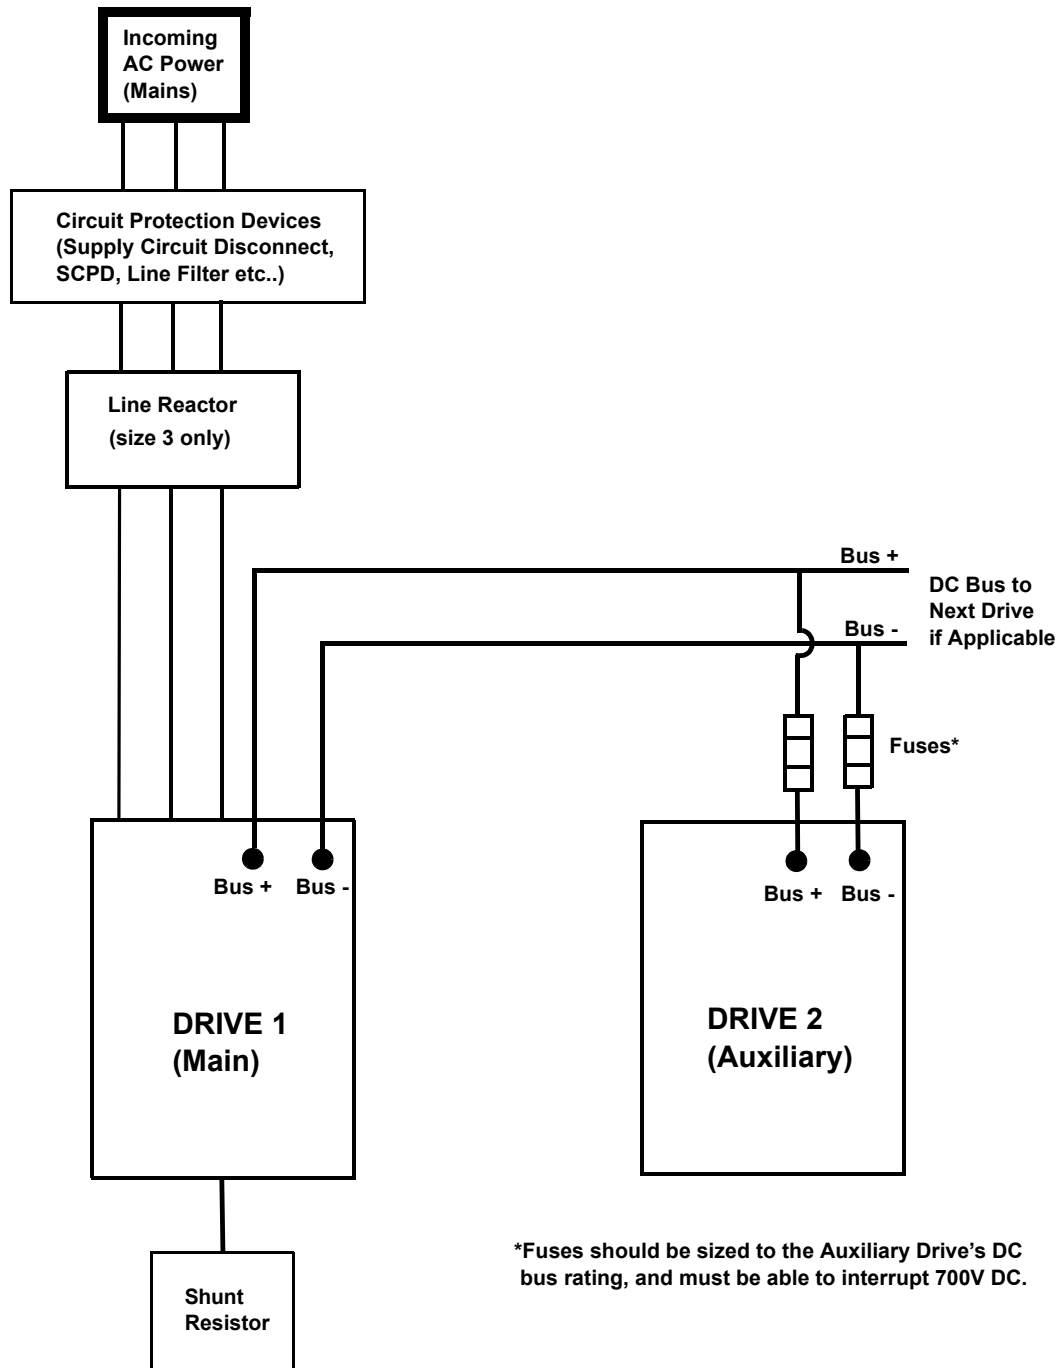 Incoming
AC Power
(Mains)
Circuit Protection Devices
(Supply Circuit Disconnect,
SCPD, Line Filter etc..)
Line Reactor
(size 3 only)
Bus +
DC Bus to
Next Drive
if Applicable
Bus -
Fuses*
Bus + Bus -
Bus + Bus -
DRIVE 1
(Main)
DRIVE 2
(Auxiliary)
*Fuses should be sized to the Auxiliary Drive's DC
bus rating, and must be able to interrupt 700V DC.
Shunt
Resistor